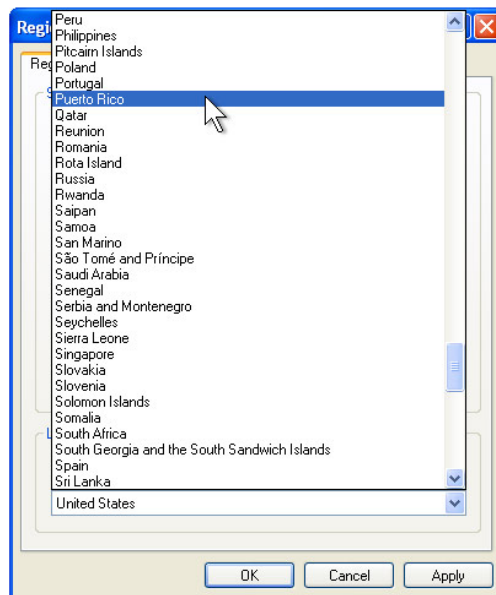 Regi
Peru
Philippines
Pitcairn Islands
Reg
Poland
Portugal
Puerto Rico
Qatar
Reunion
Romania
Rota Island
Russia
Rwanda
Saipan
Samoa
San Marino
São Tomé and Príncipe
Saudi Arabia
Senegal
Serbia and Montenegro
Seychelles
Sierra Leone
Singapore
Slovakia
Slovenia
Solomon Islands
Somalia
South Africa
South Georgia and the South Sandwich Islands
Spain
Sri Lanka
United States
OK Cancel Apply